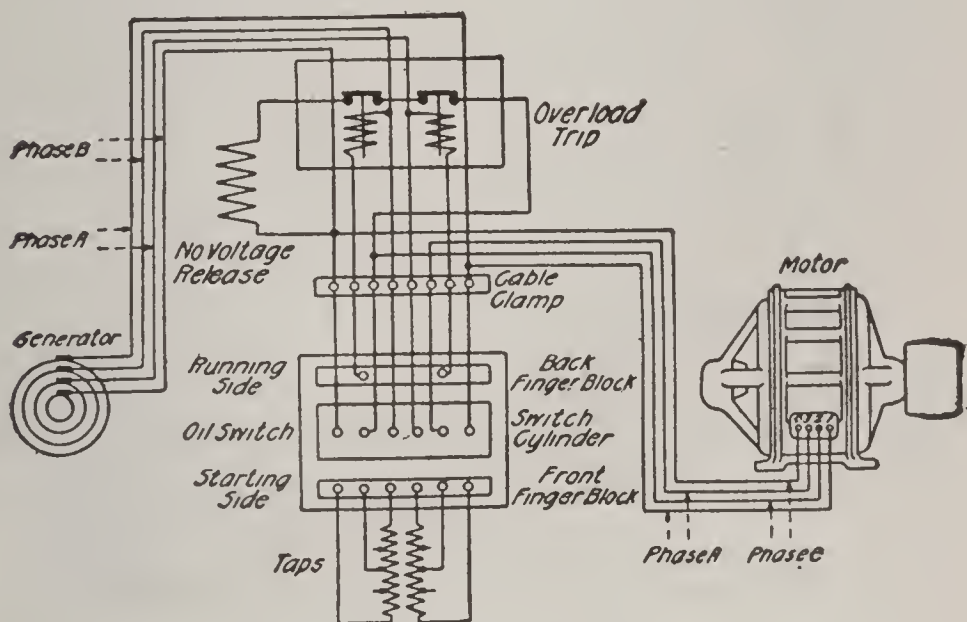 Overload
Trip
Phase B
Phase A
No Voltage
Release
Cable
Clamp
Motor
Generator
Running
Side
Back
Finger Block
Oil Switch
Switch
Cylinder
Starting
Side
Front
Finger Block
Taps
Phase A